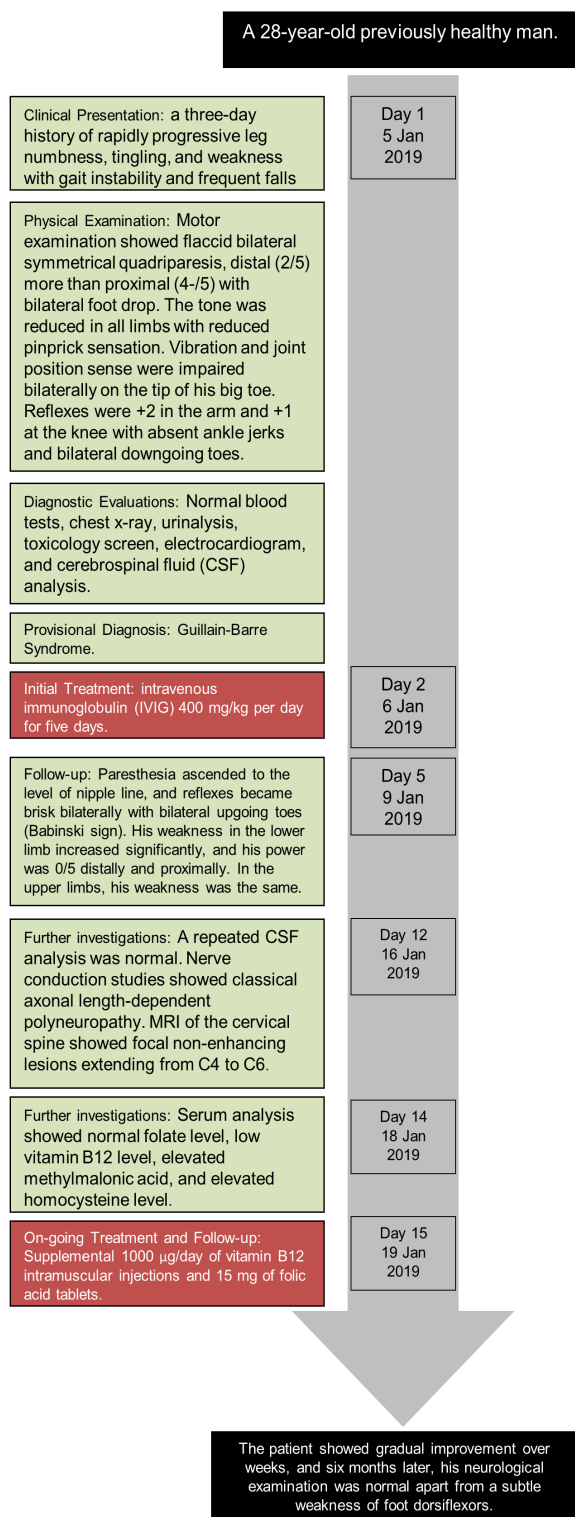 A 28-year-old previously healthy man.
Clinical Presentation: a three-day
history of rapidly progressive leg
numbness, tingling, and weakness
with gait instability and frequent falls
Day 1
5 Jan
2019
Physical Examination: Motor
examination showed flaccid bilateral
symmetrical quadriparesis, distal (2/5)
more than proximal (4-/5) with
bilateral foot drop. The tone was
reduced in all limbs with reduced
pinprick sensation. Vibration and joint
position sense were impaired
bilaterally on the tip of his big toe.
Reflexes were +2 in the arm and +1
at the knee with absent ankle jerks
and bilateral downgoing toes.
Diagnostic Evaluations: Normal blood
tests, chest x-ray, urinalysis,
toxicology screen, electrocardiogram,
and cerebrospinal fluid (CSF)
analysis.
Provisional Diagnosis: Guillain-Barre
Syndrome.
Initial Treatment: intravenous
immunoglobulin (IVIG) 400 mg/kg per day
for five days.
Day 2
6 Jan
2019
Follow-up: Paresthesia ascended to the
level of nipple line, and reflexes became
brisk bilaterally with bilateral upgoing toes
(Babinski sign). His weakness in the lower
limb increased significantly, and his power
was 0/5 distally and proximally. In the
upper limbs, his weakness was the same.
Day 5
9 Jan
2019
Further investigations: A repeated CSF
analysis was normal. Nerve
conduction studies showed classical
axonal length-dependent
polyneuropathy. MRI of the cervical
spine showed focal non-enhancing
lesions extending from C4 to C6.
Day 12
16 Jan
2019
Further investigations: Serum analysis
showed normal folate level, low
vitamin B12 level, elevated
methylmalonic acid, and elevated
homocysteine level.
Day 14
18 Jan
2019
On-going Treatment and Follow-up:
Supplemental 1000 µg/day of vitamin B12
intramuscular injections and 15 mg of folic
acid tablets.
Day 15
19 Jan
2019
The patient showed gradual improvement over
weeks, and six months later, his neurological
examination was normal apart from a subtle
weakness of foot dorsiflexors.